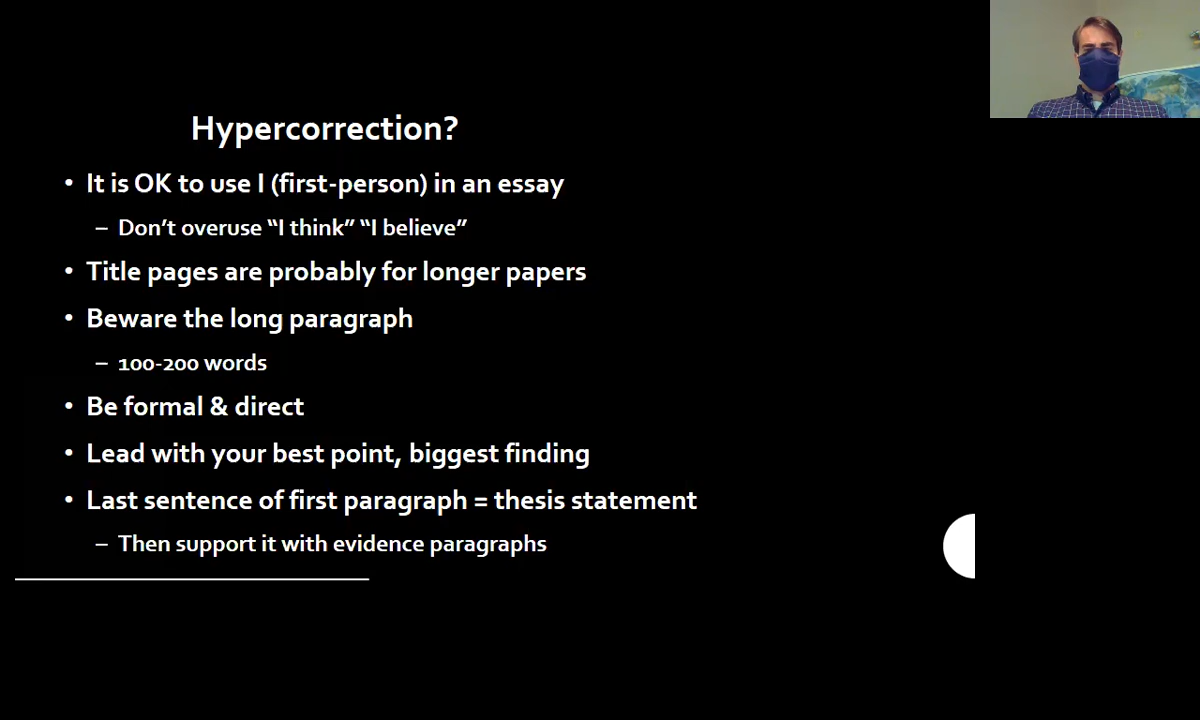 Hypercorrection?
• It is OK to use I (first-person) in an essay
– Don’t overuse “I think” “I believe”
• Title pages are probably for longer papers
• Beware the long paragraph
– 100-200 words
• Be formal & direct
• Lead with your best point, biggest finding
• Last sentence of first paragraph = thesis statement
– Then support it with evidence paragraphs